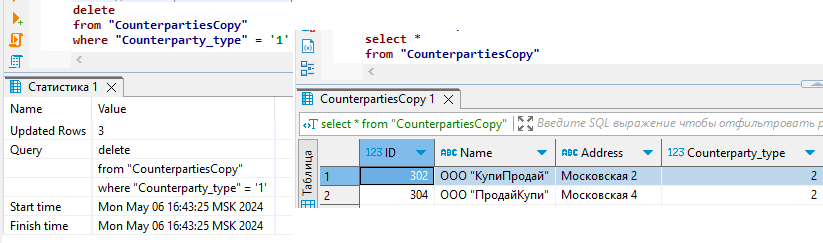 delete
from "CounterpartiesCopy"
where "Counterparty_type" = '1'
Статистика 1
Name Value
Updated Rows 3
Query delete
from "CounterpartiesCopy"
where "Counterparty_type" = '1'
Start time Mon May 06 16:43:25 MSK 2024
Finish time Mon May 06 16:43:25 MSK 2024
select *
from "CounterpartiesCopy"
CounterpartiesCopy 1
select * from "CounterpartiesCopy" Введите SQL выражение чтобы отфильтровать
Таблица
123 ID ABC Name ABC Address 123 Counterparty_type
1 302 ООО "КупиПродай" Московская 2 2
2 304 ООО "ПродайКупи" Московская 4 2